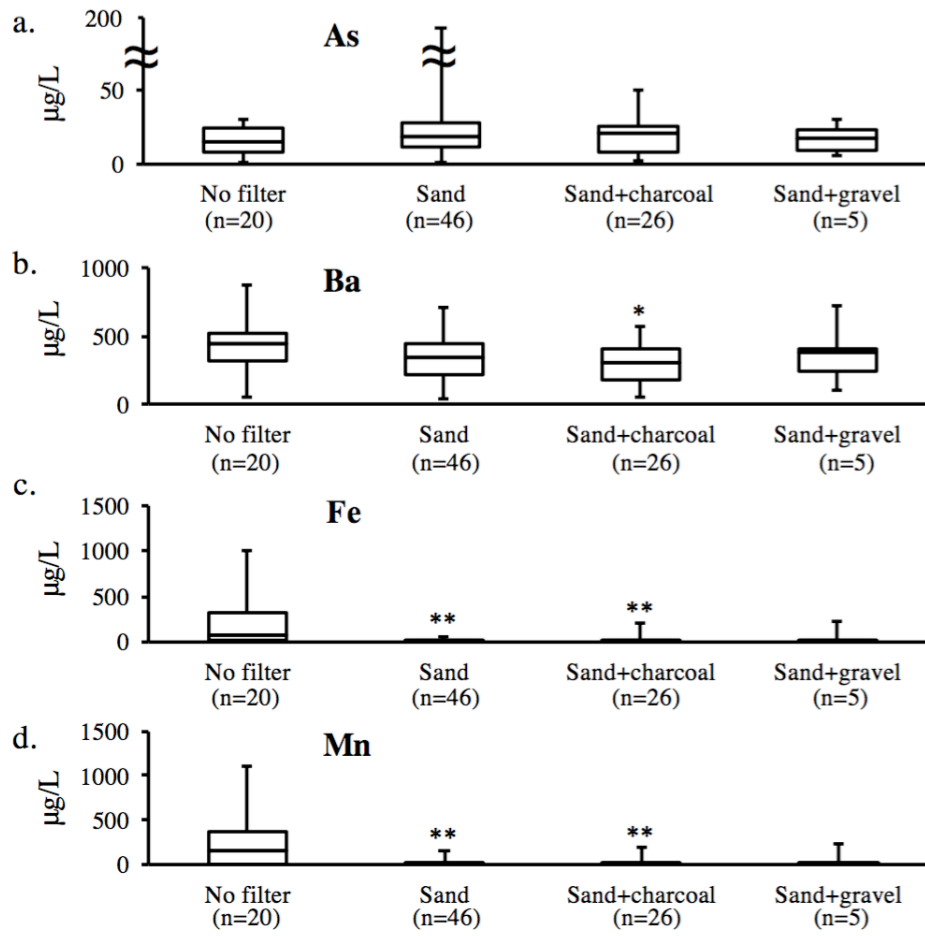 a.
As
200
50
0
µg/L
No filter Sand Sand+charcoal Sand+gravel
(n=20) (n=46) (n=26) (n=5)
b.
Ba
1000
500
0
µg/L
*
No filter Sand Sand+charcoal Sand+gravel
(n=20) (n=46) (n=26) (n=5)
c.
Fe
1500
1000
500
0
µg/L
** **
No filter Sand Sand+charcoal Sand+gravel
(n=20) (n=46) (n=26) (n=5)
d.
Mn
1500
1000
500
0
µg/L
** **
No filter Sand Sand+charcoal Sand+gravel
(n=20) (n=46) (n=26) (n=5)